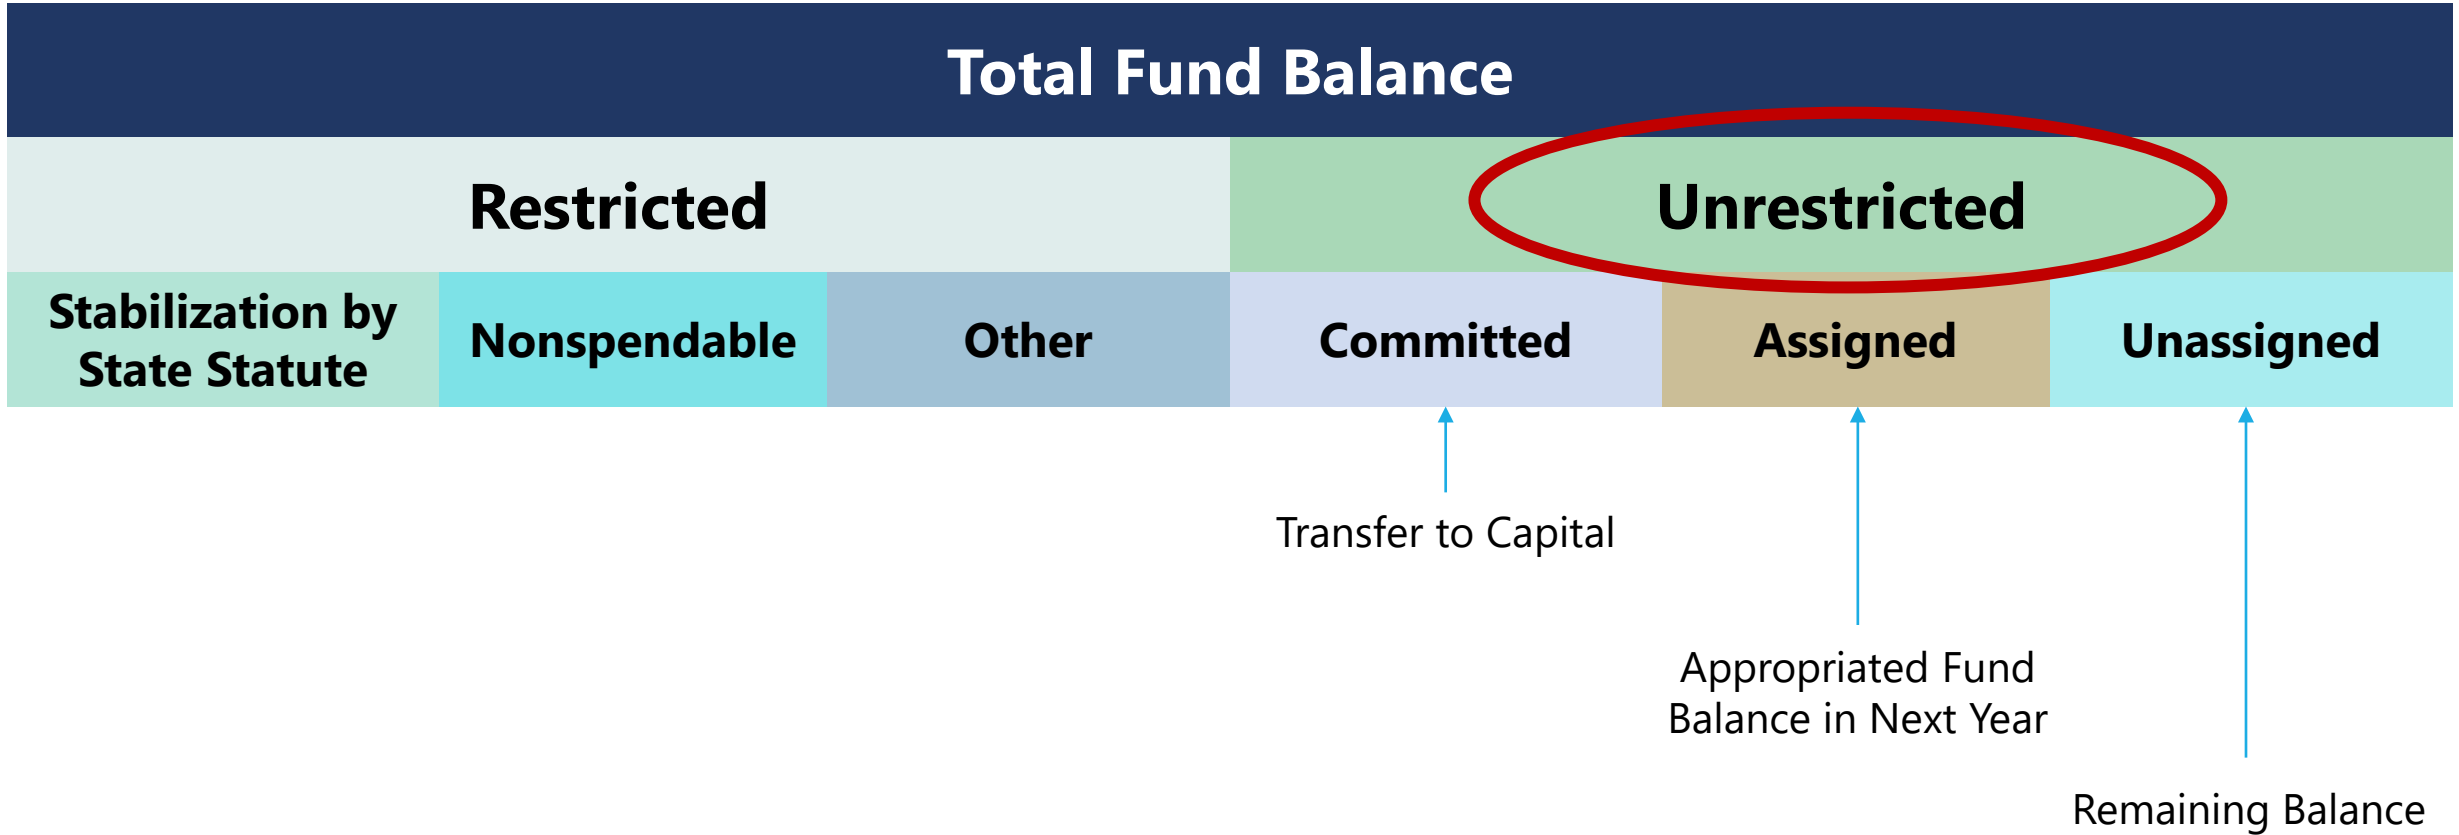 Total Fund Balance
Restricted
Unrestricted
Stabilization by
State Statute
Nonspendable
Other
Committed
Assigned
Unassigned
Transfer to Capital
Appropriated Fund
Balance in Next Year
Remaining Balance